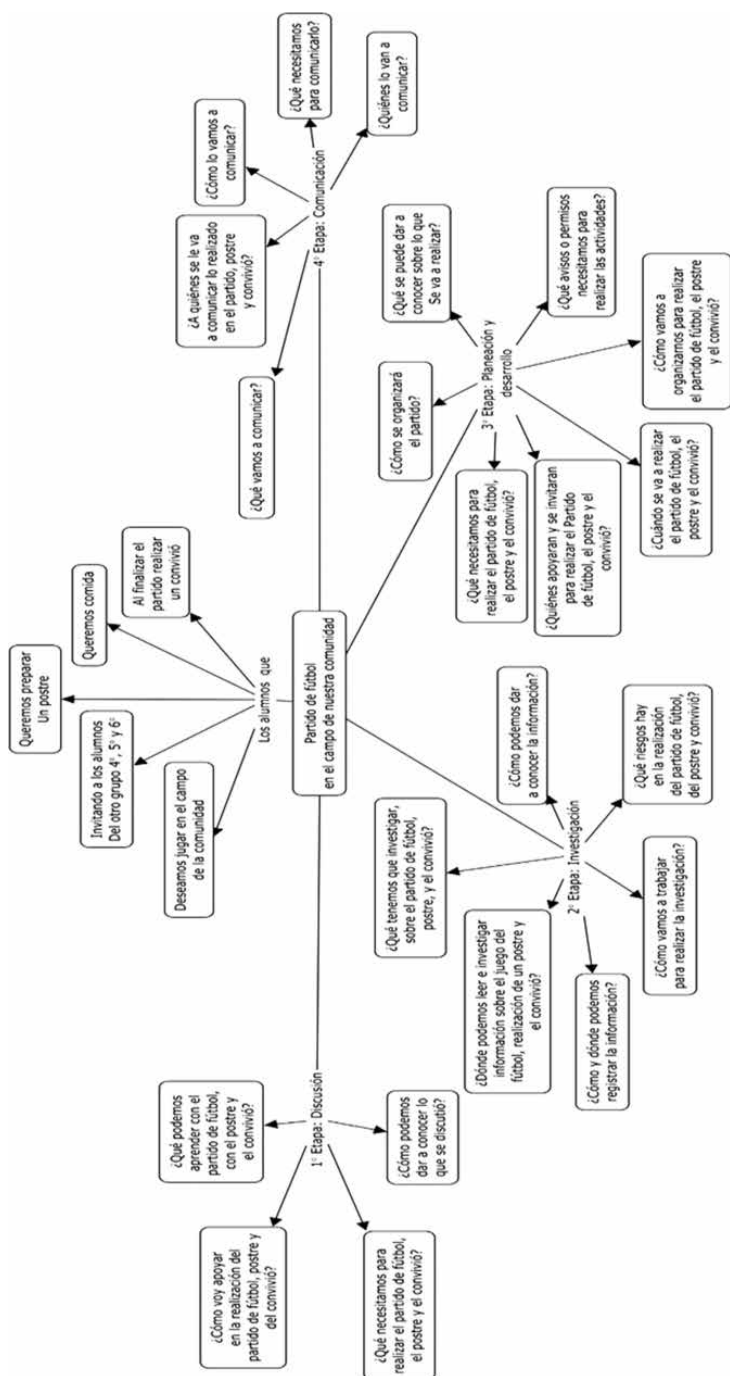 Queremos preparar
Un postre
Invitando a los alumnos
Del otro grupo 4°, 5° y 6°
Queremos comida
Deseamos jugar en el campo
de la comunidad
Al finalizar el
partido realizar
un convivió
Los alumnos que
Partido de fútbol
en el campo de nuestra comunidad
1° Etapa: Discusión
¿Qué podemos
aprender con el
partido de fútbol,
con el postre y
el convivió?
¿Cómo voy apoyar
en la realización del
partido de fútbol, postre y
del convivió?
¿Qué necesitamos para
realizar el partido de fútbol,
el postre y el convivió?
¿Cómo podemos
dar a conocer lo
que se discutió?
2° Etapa: Investigación
¿Qué tenemos que investigar,
sobre el partido de fútbol,
postre, y el convivió?
¿Cómo podemos dar
a conocer la información?
¿Dónde podemos leer e investigar
información sobre el juego del
fútbol, realización de un postre y
el convivió?
¿Cómo y dónde podemos
registrar la información?
¿Cómo vamos a trabajar
para realizar la investigación?
¿Qué riesgos hay
en la realización
del partido de fútbol,
del postre y convivió?
3° Etapa: Planeación y
desarrollo
¿Cómo se organizará
el partido?
¿Qué se puede dar a
conocer sobre lo que
Se va a realizar?
¿Qué necesitamos para
realizar el partido de fútbol,
el postre y el convivió?
¿Quiénes apoyaran y se invitaran
para realizar el Partido
de fútbol, el postre y el
convivió?
¿Cuándo se va a realizar
el partido de fútbol, el
postre y el convivió?
¿Cómo vamos a
organizarnos para realizar
el partido de fútbol, el postre
y el convivió?
¿Qué avisos o permisos
necesitamos para
realizar las actividades?
4° Etapa: Comunicación
¿Qué vamos a comunicar?
¿A quiénes se le va
a comunicar lo realizado
en el partido, postre
y convivió?
¿Cómo lo vamos a
comunicar?
¿Qué necesitamos
para comunicarlo?
¿Quiénes lo van a
comunicar?